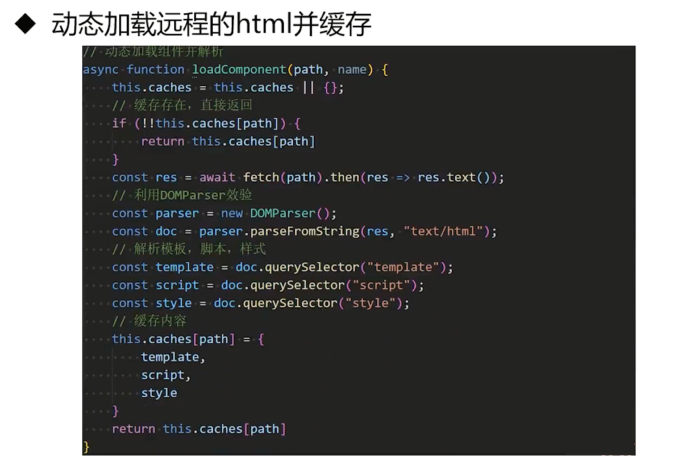 ◆ 动态加载远程的html并缓存
// 动态加载组件并解析
async function loadComponent(path, name) {
    this.caches = this.caches || {};
    // 缓存存在，直接返回
    if (!!this.caches[path]) {
        return this.caches[path]
    }
    const res = await fetch(path).then(res => res.text());
    // 利用DOMParser效验
    const parser = new DOMParser();
    const doc = parser.parseFromString(res, "text/html");
    // 解析模板，脚本，样式
    const template = doc.querySelector("template");
    const script = doc.querySelector("script");
    const style = doc.querySelector("style");
    // 缓存内容
    this.caches[path] = {
        template,
        script,
        style
    }
    return this.caches[path]
}